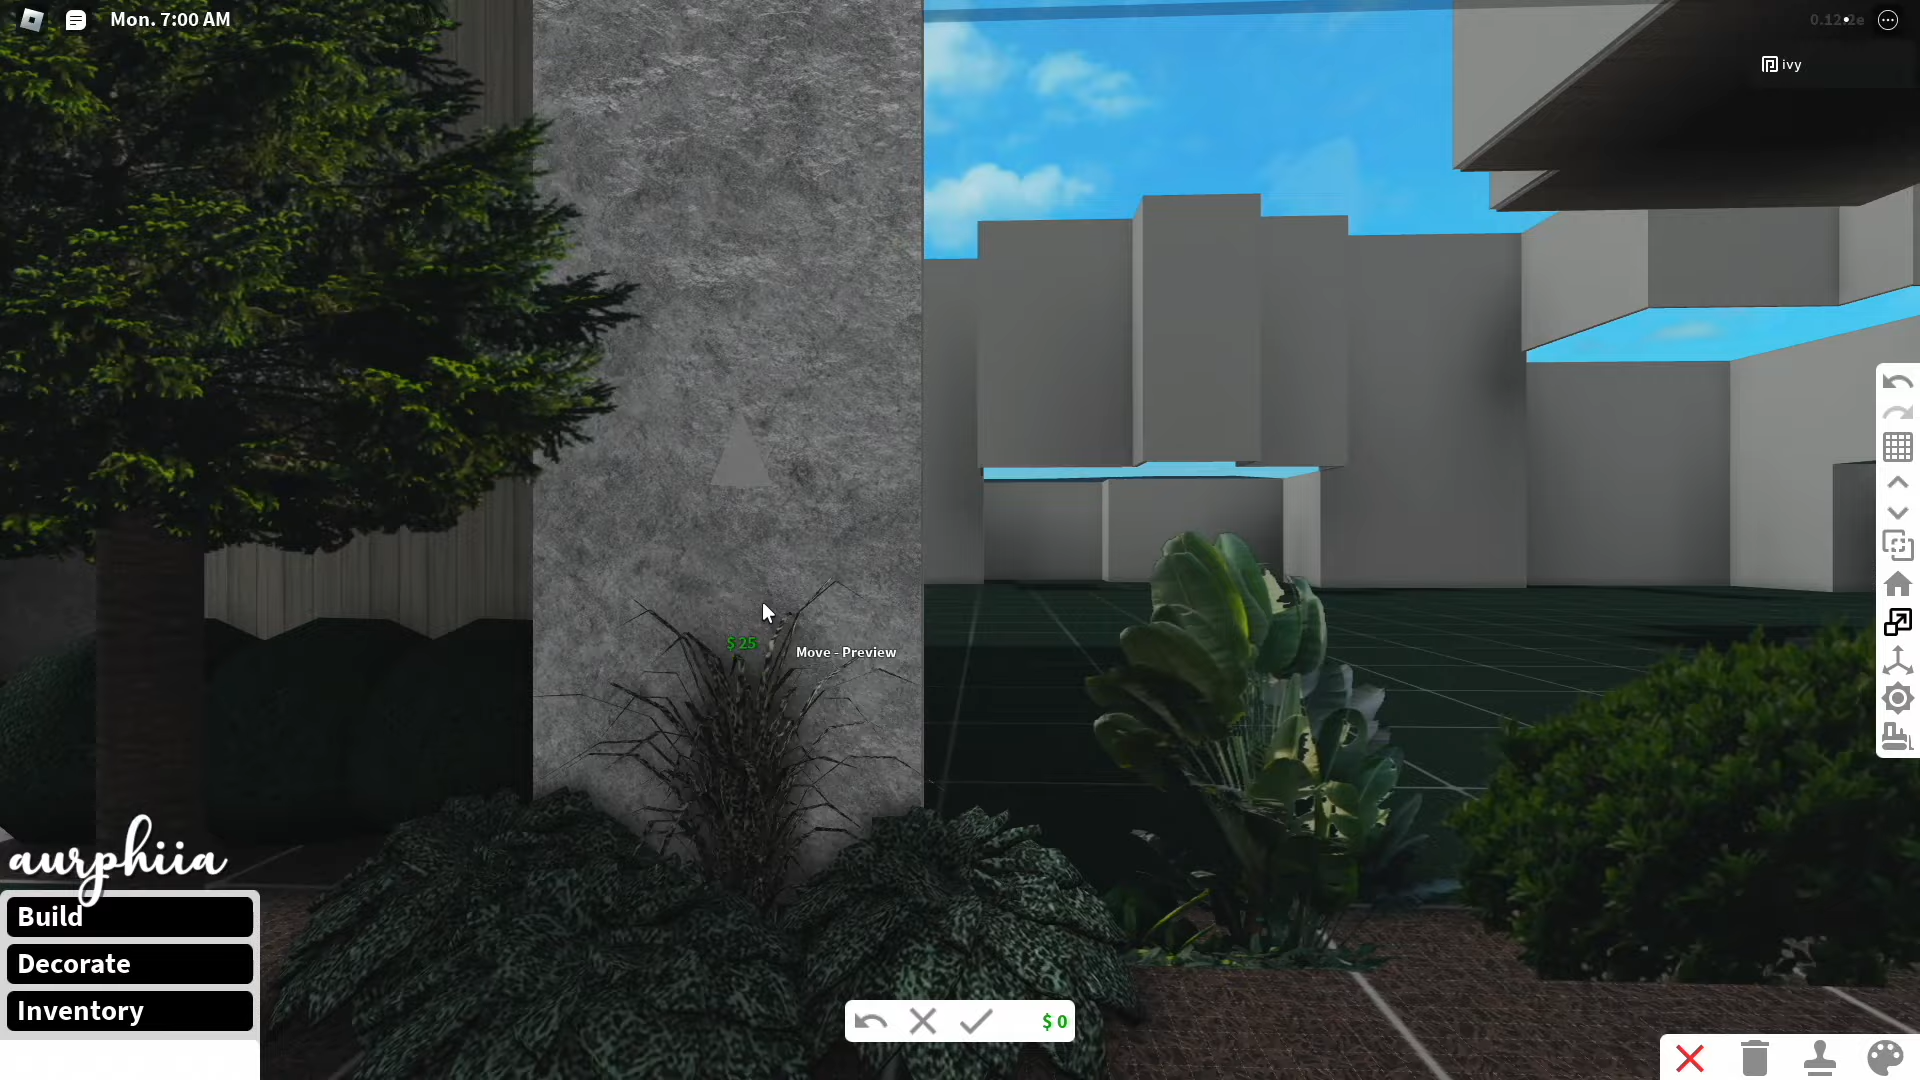 Mon. 7:00 AM
ivy
$ 25
Move - Preview
aurphiia
Build
Decorate
Inventory
$ 0